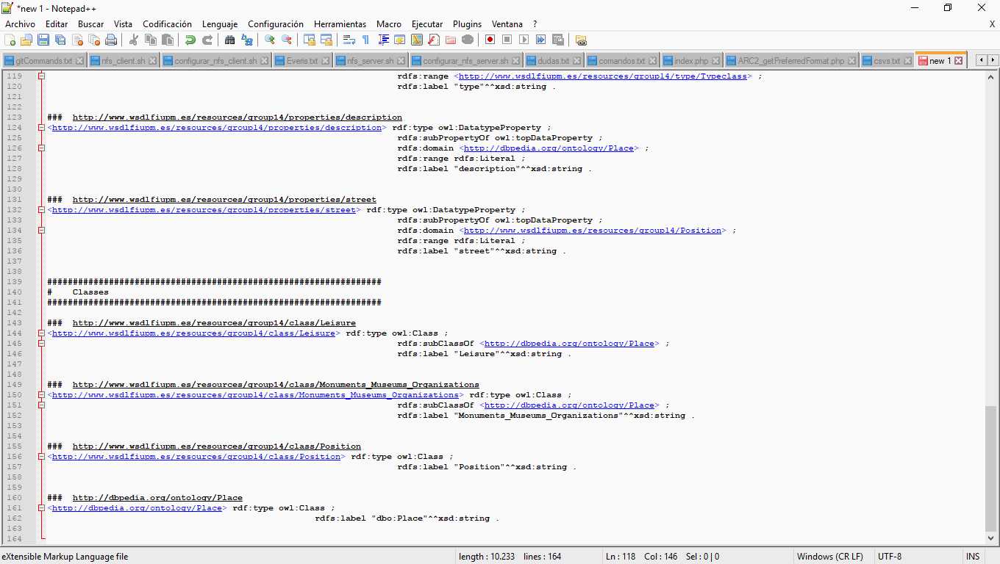 *new 1 - Notepad++
Archivo Editar Buscar Vista Codificación Lenguaje Configuración Herramientas Macro Ejecutar Plugins Ventana ? X
gitCommands.txt nfs_client.sh configurar_nfs_client.sh Everis.txt nfs_server.sh configurar_nfs_server.sh dudas.txt comandos.txt index.php ARC2_getPreferredFormat.php csvs.txt new 1
119 rdfs:range <http://www.wsdlfiupm.es/resources/group14/type/Typeclass> ;
120 rdfs:label "type"^^xsd:string .
121
122
123 ### http://www.wsdlfiupm.es/resources/group14/properties/description
124 <http://www.wsdlfiupm.es/resources/group14/properties/description> rdf:type owl:DatatypeProperty ;
125 rdfs:subPropertyOf owl:topDataProperty ;
126 rdfs:domain <http://dbpedia.org/ontology/Place> ;
127 rdfs:range rdfs:Literal ;
128 rdfs:label "description"^^xsd:string .
129
130
131 ### http://www.wsdlfiupm.es/resources/group14/properties/street
132 <http://www.wsdlfiupm.es/resources/group14/properties/street> rdf:type owl:DatatypeProperty ;
133 rdfs:subPropertyOf owl:topDataProperty ;
134 rdfs:domain <http://www.wsdlfiupm.es/resources/group14/Position> ;
135 rdfs:range rdfs:Literal ;
136 rdfs:label "street"^^xsd:string .
137
138
139 #################################################################
140 # Classes
141 #################################################################
142
143 ### http://www.wsdlfiupm.es/resources/group14/class/Leisure
144 <http://www.wsdlfiupm.es/resources/group14/class/Leisure> rdf:type owl:Class ;
145 rdfs:subClassOf <http://dbpedia.org/ontology/Place> ;
146 rdfs:label "Leisure"^^xsd:string .
147
148
149 ### http://www.wsdlfiupm.es/resources/group14/class/Monuments_Museums_Organizations
150 <http://www.wsdlfiupm.es/resources/group14/class/Monuments_Museums_Organizations> rdf:type owl:Class ;
151 rdfs:subClassOf <http://dbpedia.org/ontology/Place> ;
152 rdfs:label "Monuments_Museums_Organizations"^^xsd:string .
153
154
155 ### http://www.wsdlfiupm.es/resources/group14/class/Position
156 <http://www.wsdlfiupm.es/resources/group14/class/Position> rdf:type owl:Class ;
157 rdfs:label "Position"^^xsd:string .
158
159
160 ### http://dbpedia.org/ontology/Place
161 <http://dbpedia.org/ontology/Place> rdf:type owl:Class ;
162 rdfs:label "dbo:Place"^^xsd:string .
163
164
eXtensible Markup Language file length : 10.233 lines : 164 Ln : 118 Col : 146 Sel : 0 | 0 Windows (CR LF) UTF-8 INS